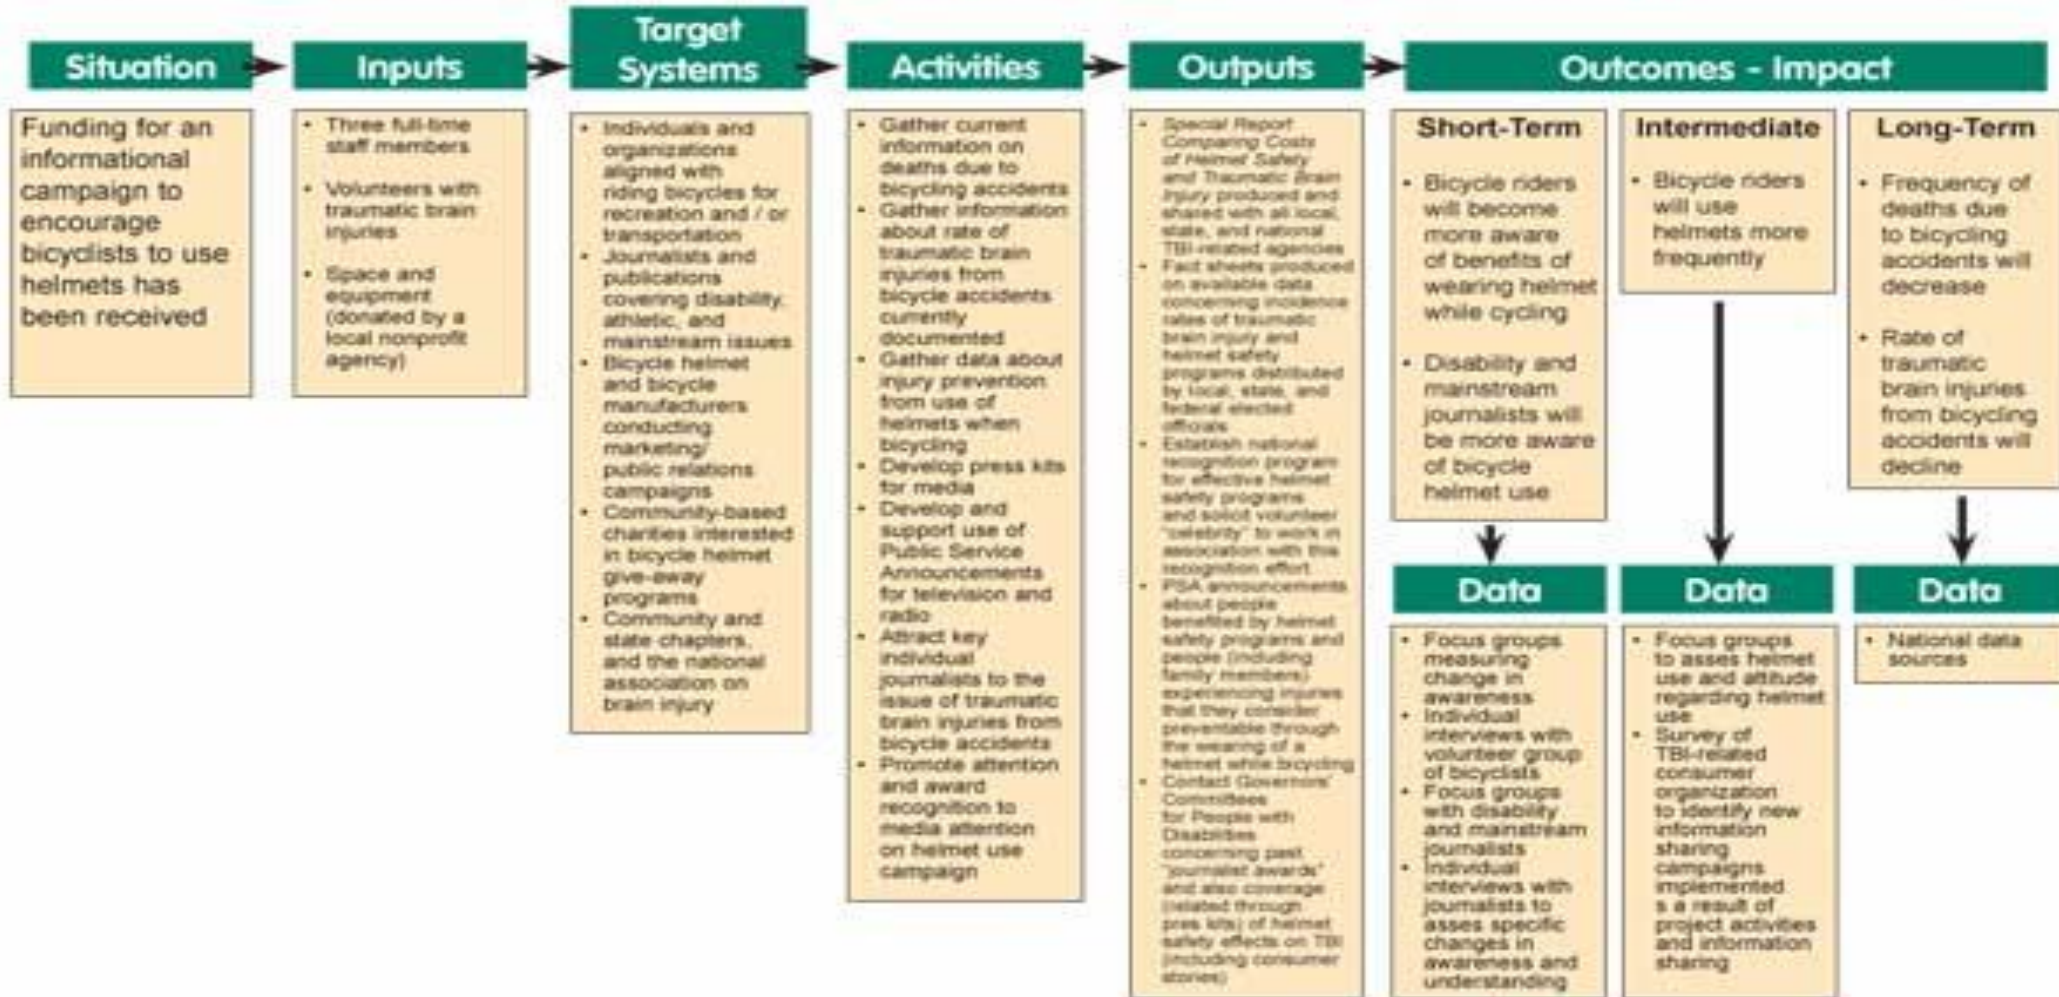 Situation
Funding for an
informational
campaign to
encourage
bicyclists to use
helmets has
been received
Inputs
• Three full-time
staff members
• Volunteers with
traumatic brain
injuries
• Space and
equipment
(donated by a
local nonprofit
agency)
Target
Systems
• Individuals and
organizations
aligned with
riding bicycles for
recreation and / or
transportation
• Journalists and
publications
covering disability,
athletic, and
mainstream issues
• Bicycle helmet
and bicycle
manufacturers
conducting
marketing/
public relations
campaigns
• Community-based
charities interested
in bicycle helmet
give-away
programs
• Community and
state chapters,
and the national
association on
brain injury
Activities
• Gather current
information on
deaths due to
bicycling accidents
• Gather information
about rate of
traumatic brain
injuries from
bicycle accidents
currently
documented
• Gather data about
injury prevention
from use of
helmets when
bicycling
• Develop press kits
for media
• Develop and
support use of
Public Service
Announcements
for television and
radio
• Attract key
individual
journalists to the
issue of traumatic
brain injuries from
bicycle accidents
• Promote attention
and award
recognition to
media attention
on helmet use
campaign
Outputs
• Special Report
Comparing Costs
of Helmet Safety
and Traumatic Brain
Injury produced and
shared with all local,
state, and national
TBI-related agencies
• Fact sheets produced
on available data
concerning incidence
rates of traumatic
brain injury and
helmet safety
programs distributed
by local, state, and
federal elected
officials
• Establish national
recognition program
for effective helmet
safety programs
and solicit volunteer
"celebrity" to work in
association with this
recognition effort
• PSA announcements
about people
benefited by helmet
safety programs and
people (including
family members)
experiencing injuries
that they consider
preventable through
the wearing of a
helmet while bicycling
• Contact Governors'
Committees
for People with
Disabilities
concerning past
"journalist awards"
and also coverage
(related through
pres kits) of helmet
safety effects on TBI
(including consumer
stories)
Outcomes - Impact
Short-Term
• Bicycle riders
will become
more aware
of benefits of
wearing helmet
while cycling
• Disability and
mainstream
journalists will
be more aware
of bicycle
helmet use
Data
• Focus groups
measuring
change in
awareness
• Individual
interviews with
volunteer group
of bicyclists
• Focus groups
with disability
and mainstream
journalists
• Individual
interviews with
journalists to
asses specific
changes in
awareness and
understanding
Intermediate
• Bicycle riders
will use
helmets more
frequently
Data
• Focus groups
to asses helmet
use and attitude
regarding helmet
use
• Survey of
TBI-related
consumer
organization
to identify new
information
sharing
campaigns
implemented
s a result of
project activities
and information
sharing
Long-Term
• Frequency of
deaths due
to bicycling
accidents will
decrease
• Rate of
traumatic
brain injuries
from bicycling
accidents will
decline
Data
• National data
sources